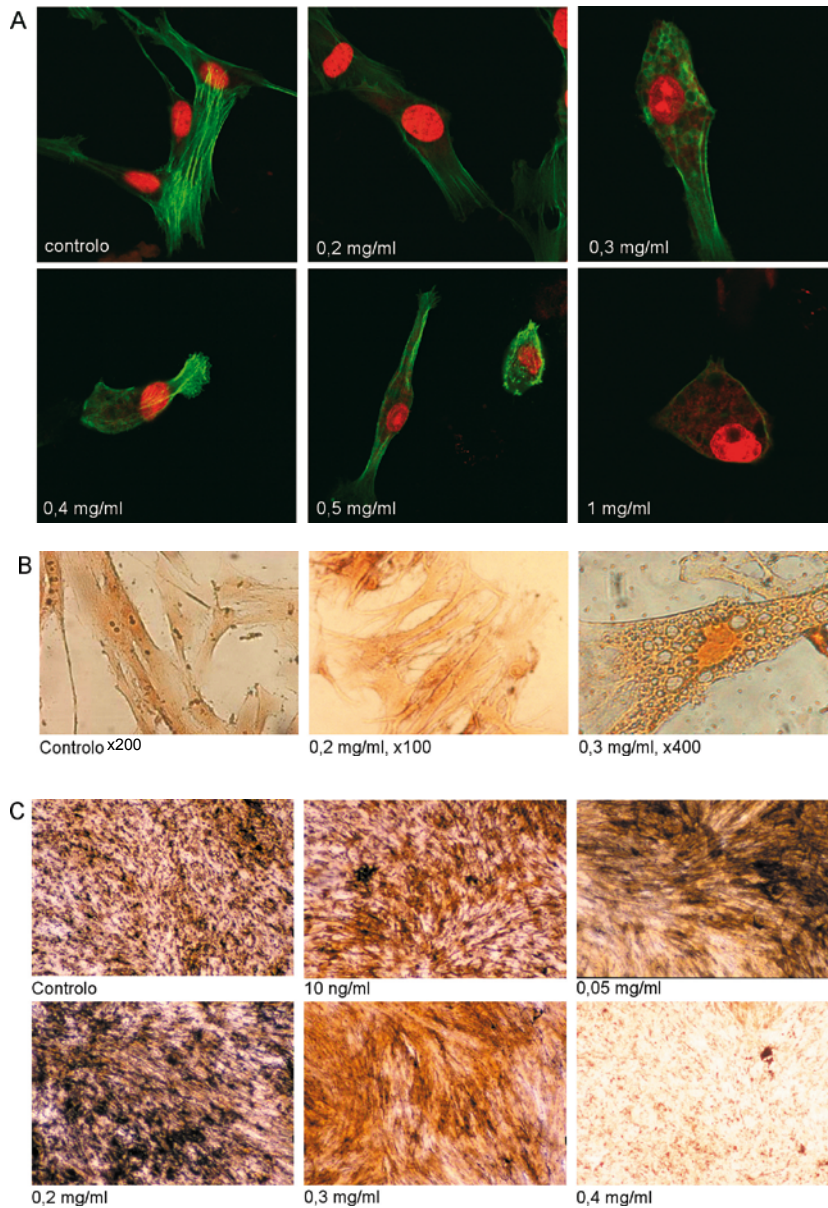 A
controlo
0,2 mg/ml
0,3 mg/ml
0,4 mg/ml
0,5 mg/ml
1 mg/ml
B
Controlo x200
0,2 mg/ml, x100
0,3 mg/ml, x400
C
Controlo
10 ng/ml
0,05 mg/ml
0,2 mg/ml
0,3 mg/ml
0,4 mg/ml